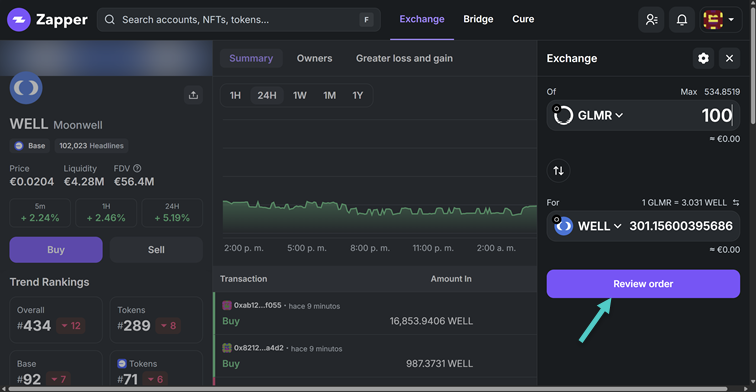 Zapper
Search accounts, NFTs, tokens...
F
Exchange
Bridge
Cure
WELL Moonwell
Base
102,023 Headlines
Price
Liquidity
FDV
€0.0204
€4.28M
€56.4M
5m
1H
24H
+ 2.24%
+ 2.46%
+ 5.19%
Buy
Sell
Trend Rankings
Overall
#434
12
Tokens
#289
8
Base
#92
7
Tokens
#71
6
Summary
Owners
Greater loss and gain
1H
24H
1W
1M
1Y
2:00 p. m.
5:00 p. m.
8:00 p. m.
11:00 p. m.
2:00 a. m.
Transaction
Amount In
0xab12...f055 • hace 9 minutos
Buy
16,853.9406 WELL
0x8212...a4d2 • hace 9 minutos
Buy
987.3731 WELL
Exchange
Of
Max 534.8519
GLMR
100
≈ €0.00
For
1 GLMR = 3.031 WELL
WELL
301.15600395686
≈ €0.00
Review order